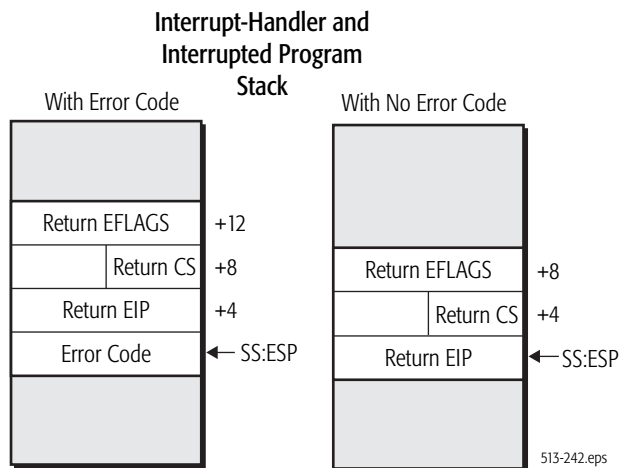 Interrupt-Handler and
Interrupted Program
Stack
With Error Code
Return EFLAGS +12
Return CS +8
Return EIP +4
Error Code SS:ESP
With No Error Code
Return EFLAGS +8
Return CS +4
Return EIP SS:ESP
513-242.eps